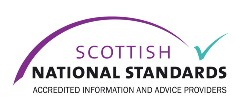 SCOTTISH
NATIONAL STANDARDS
ACCREDITED INFORMATION AND ADVICE PROVIDERS